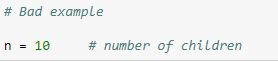 # Bad example
n = 10     # number of children